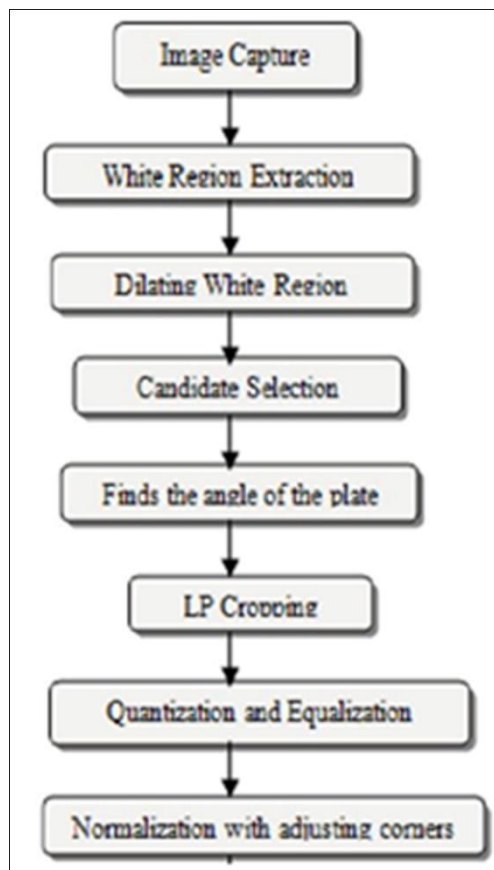 Image Capture
White Region Extraction
Dilating White Region
Candidate Selection
Finds the angle of the plate
LP Cropping
Quantization and Equalization
Normalization with adjusting corners